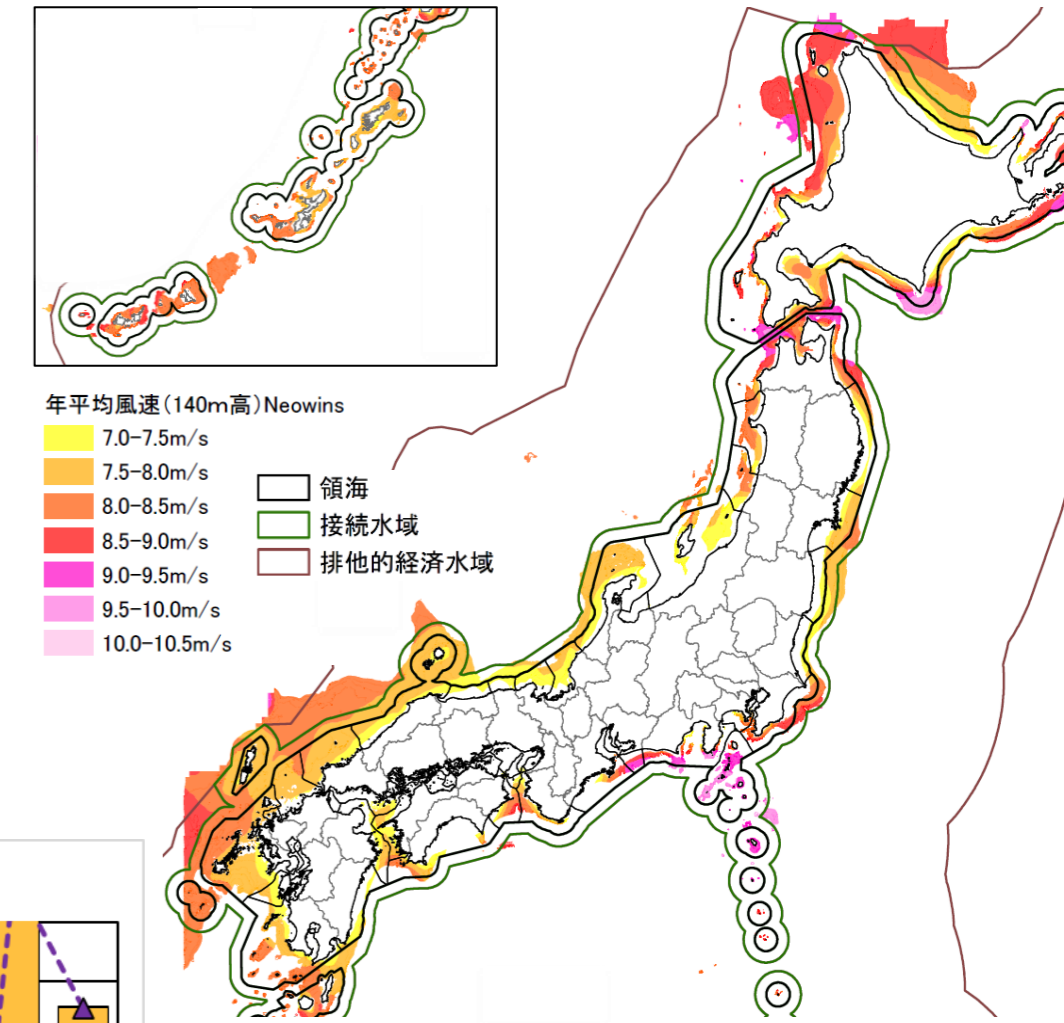 年平均風速(140m高)Neowins
7.0-7.5m/s
7.5-8.0m/s
8.0-8.5m/s
8.5-9.0m/s
9.0-9.5m/s
9.5-10.0m/s
10.0-10.5m/s
領海
接続水域
排他的経済水域